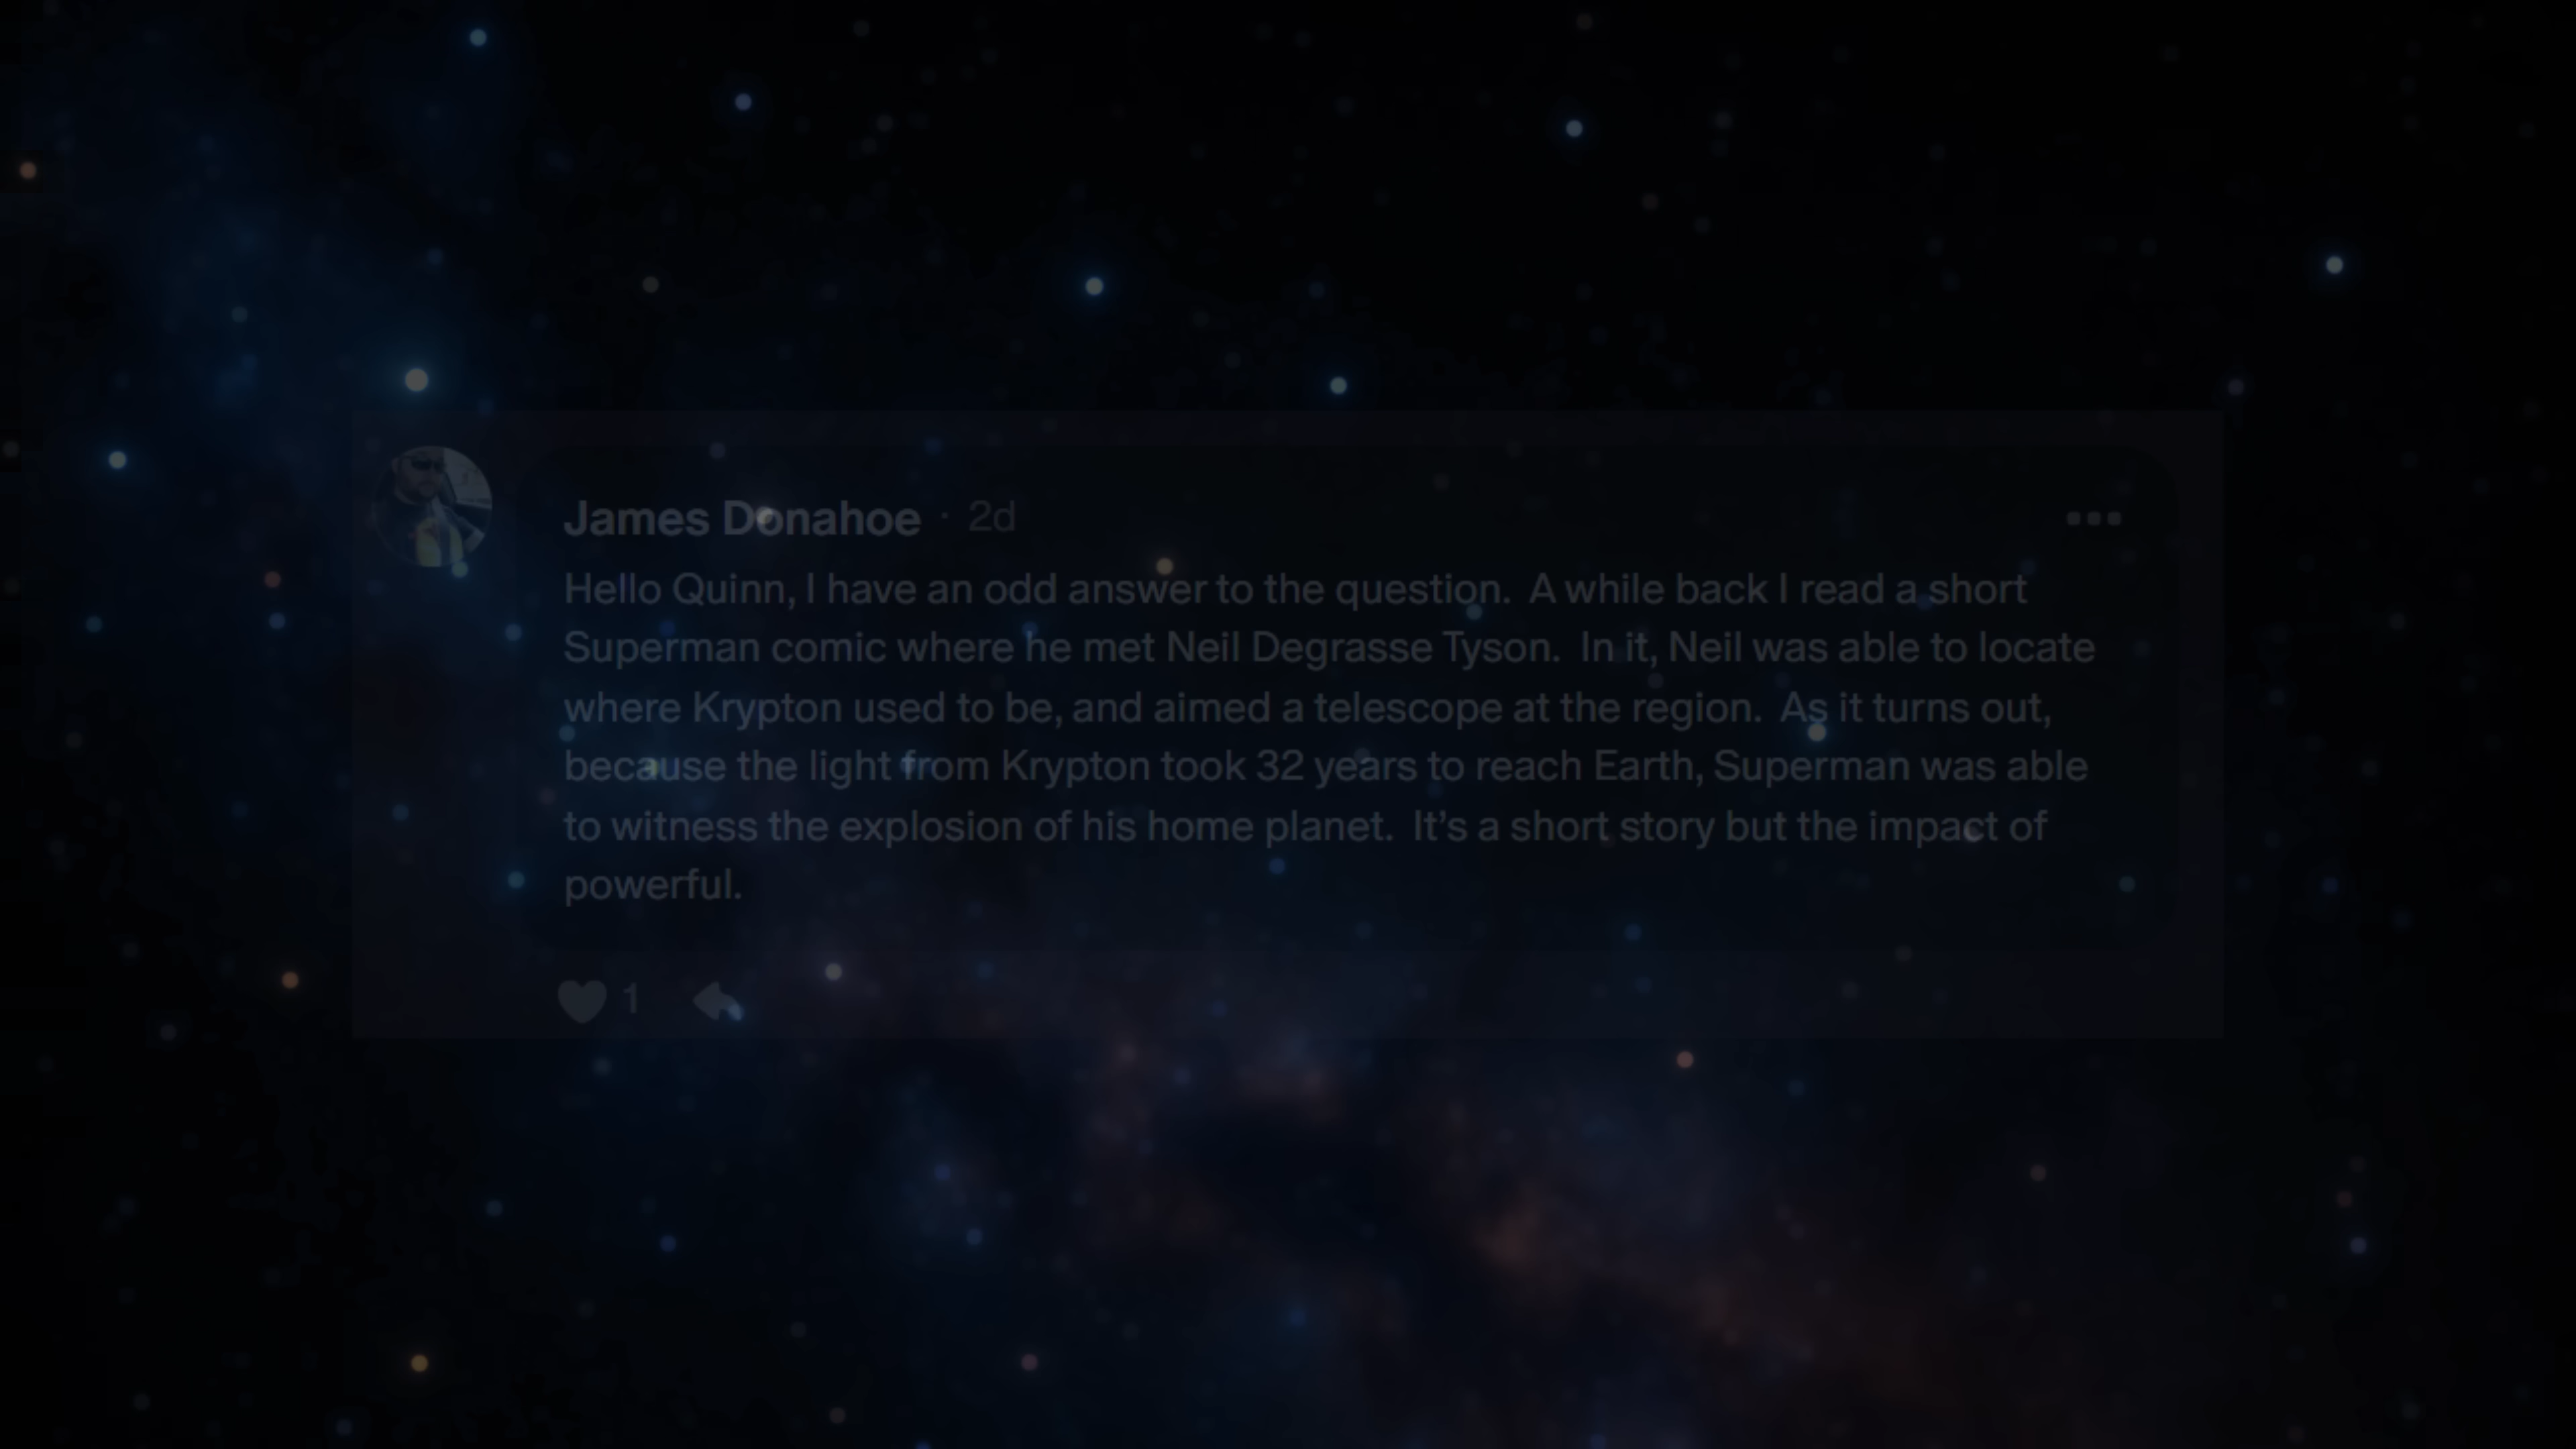 James Donahoe · 2d
Hello Quinn, I have an odd answer to the question.  A while back I read a short
Superman comic where he met Neil Degrasse Tyson.  In it, Neil was able to locate
where Krypton used to be, and aimed a telescope at the region.  As it turns out,
because the light from Krypton took 32 years to reach Earth, Superman was able
to witness the explosion of his home planet.  It’s a short story but the impact of
powerful.
1